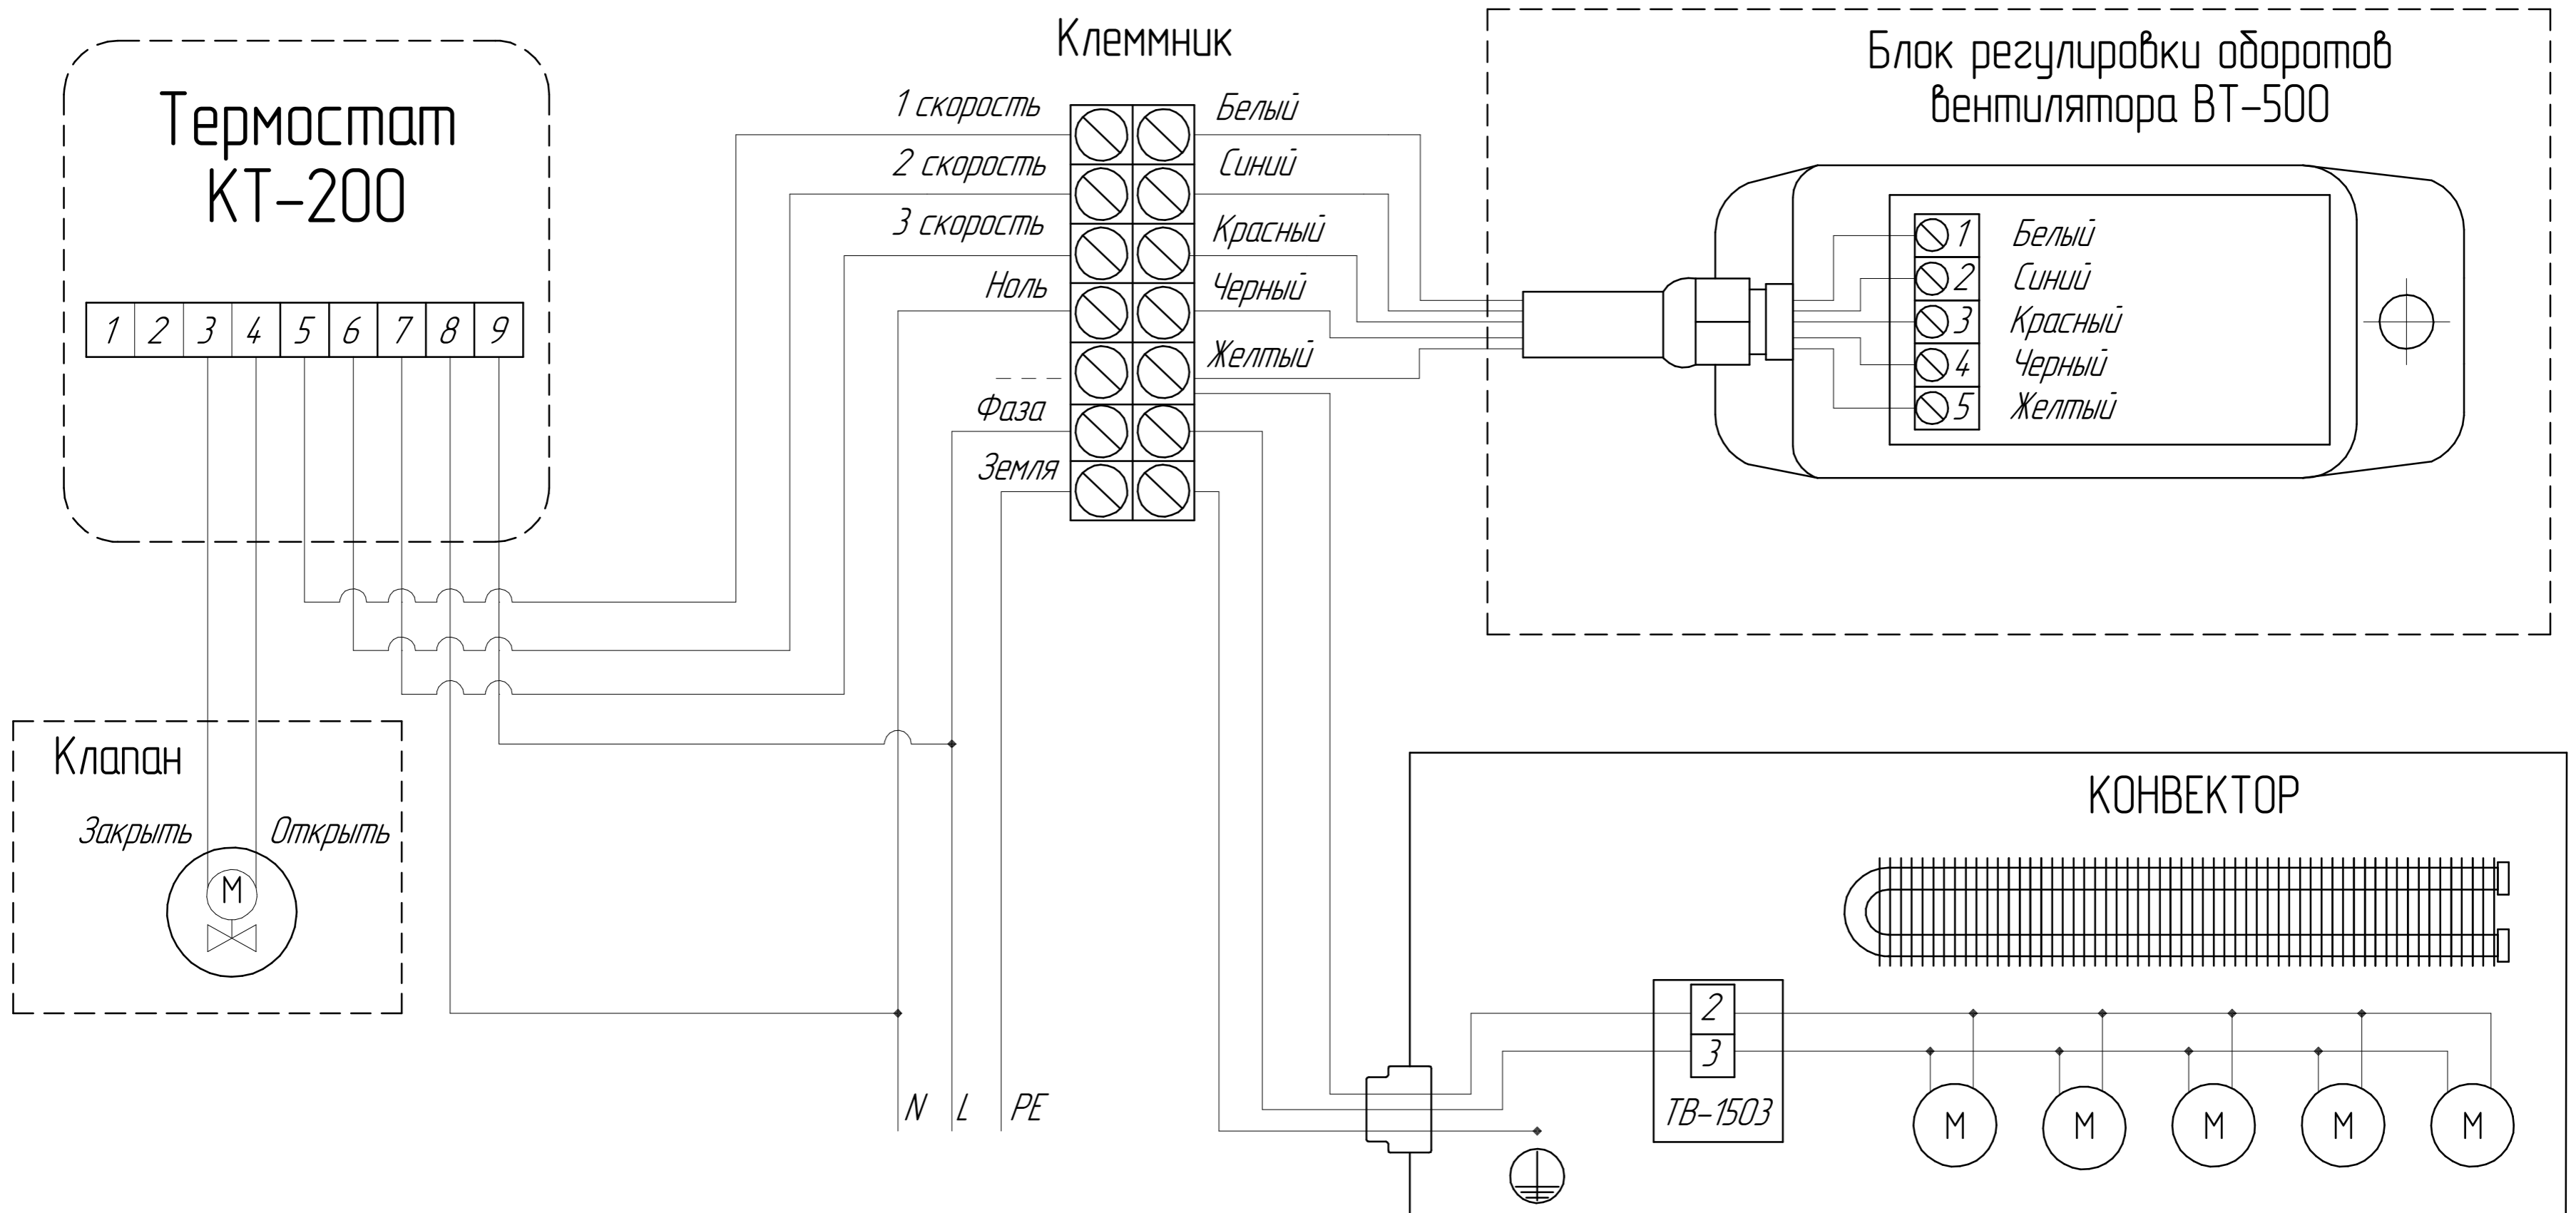 Термостат
КТ-200
1 2 3 4 5 6 7 8 9
Клапан
Закрыть
Открыть
М
Клеммник
1 скорость
2 скорость
3 скорость
Ноль
Фаза
Земля
Белый
Синий
Красный
Черный
Желтый
N
L
PE
Блок регулировки оборотов
вентилятора ВТ-500
1 Белый
2 Синий
3 Красный
4 Черный
5 Желтый
КОНВЕКТОР
2
3
ТВ-1503
М М М М М